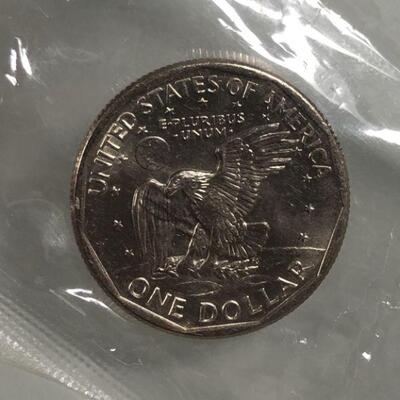 UNITED STATES OF AMERICA
E·PLURIBUS
UNUM·
ONE DOLLAR